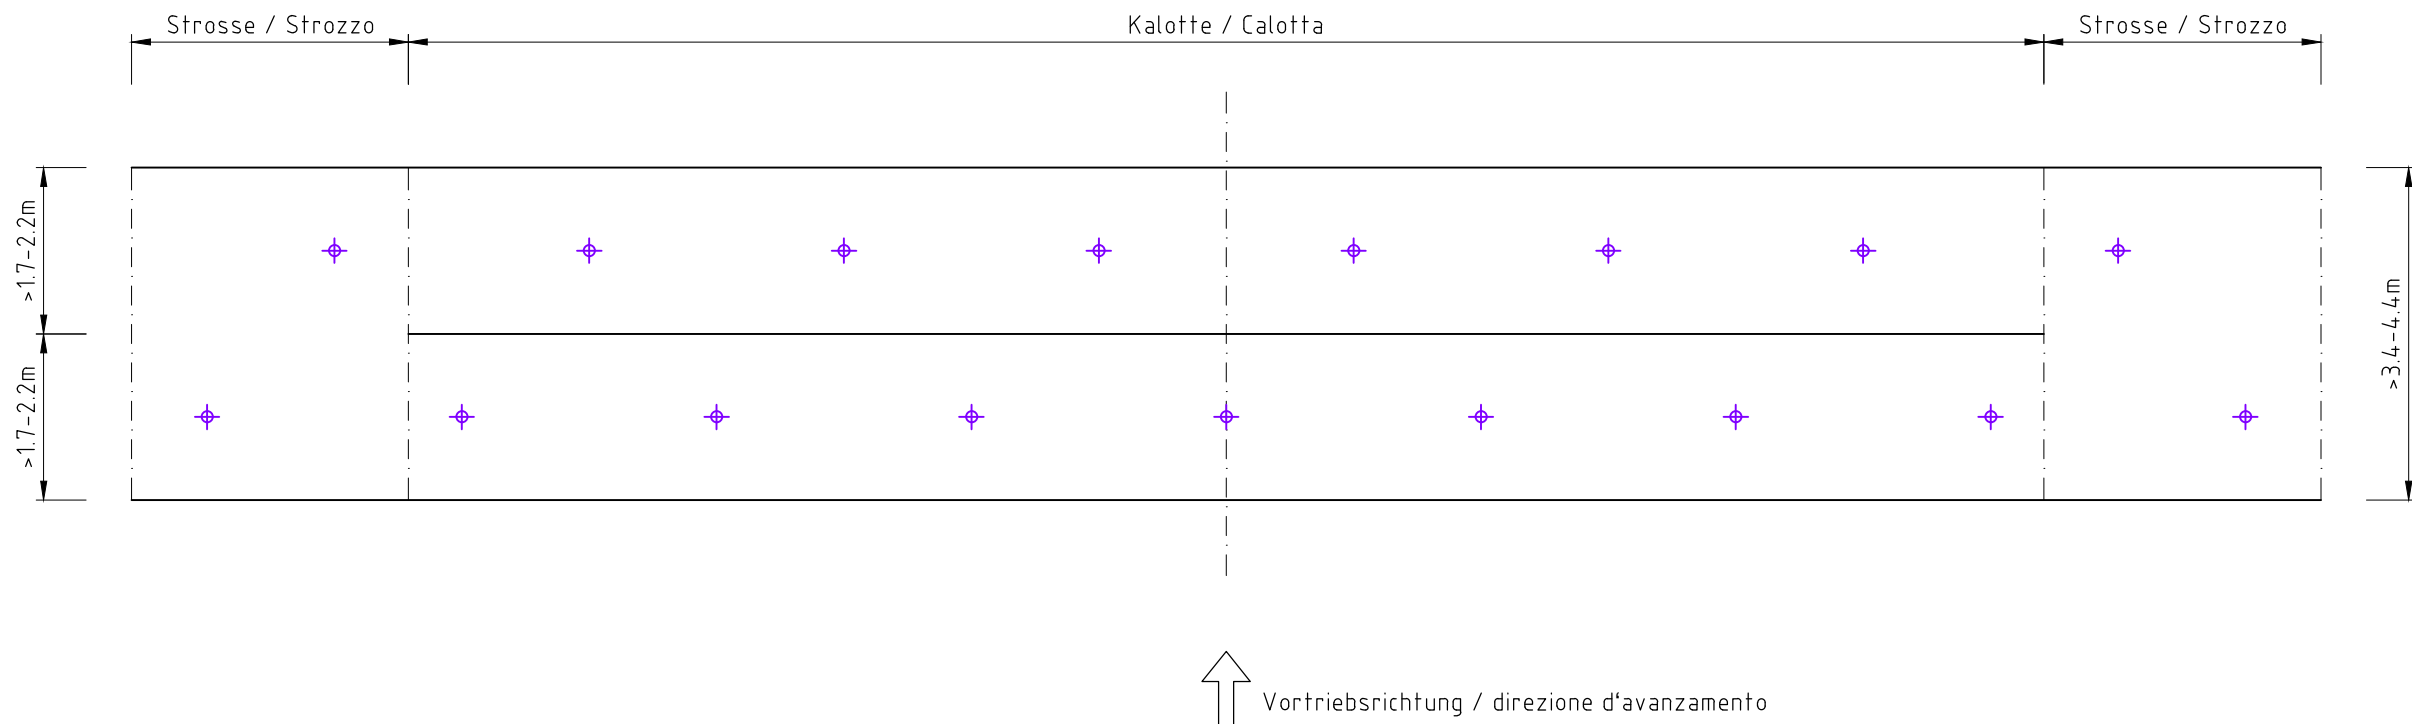 Strosse / Strozzo
Kalotte / Calotta
Strosse / Strozzo
>1.7-2.2m
>1.7-2.2m
>3.4-4.4m
Vortriebsrichtung / direzione d‘avanzamento